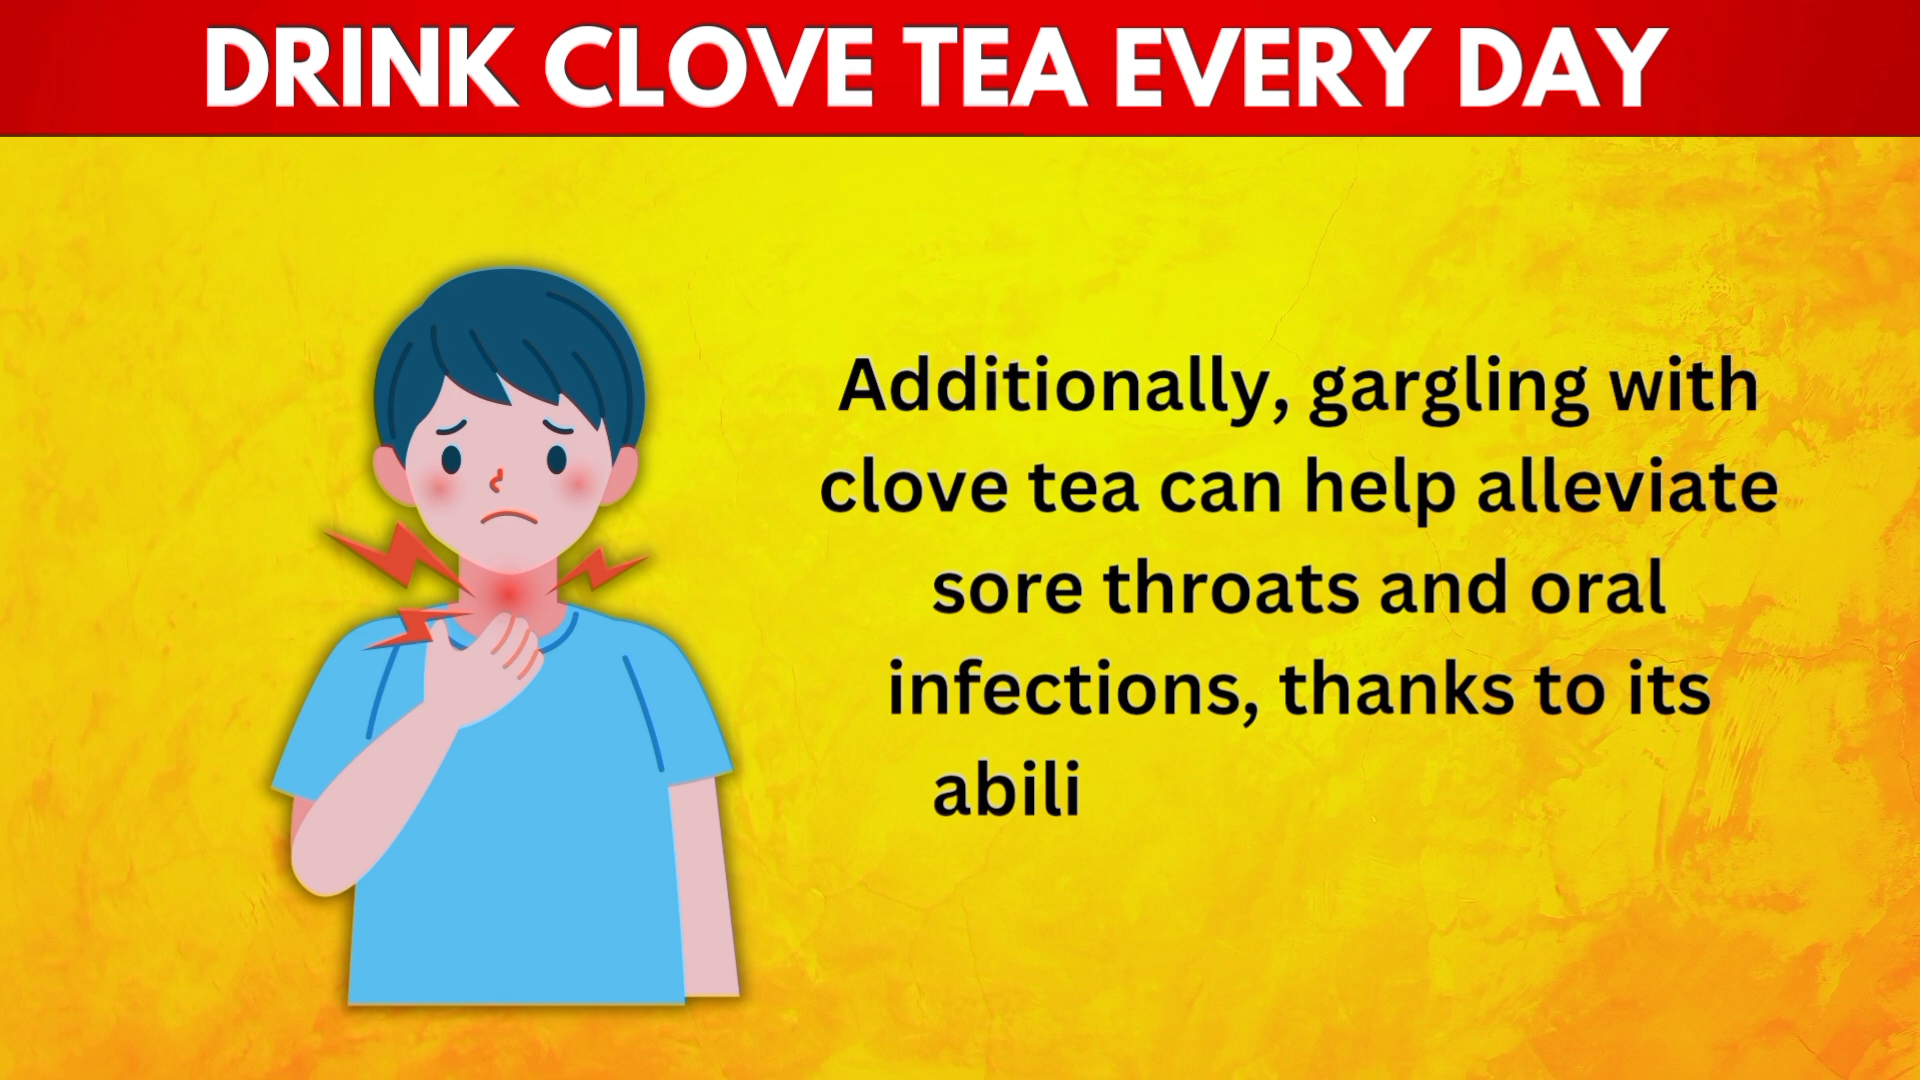 DRINK CLOVE TEA EVERY DAY
Additionally, gargling with
clove tea can help alleviate
sore throats and oral
infections, thanks to its
abili